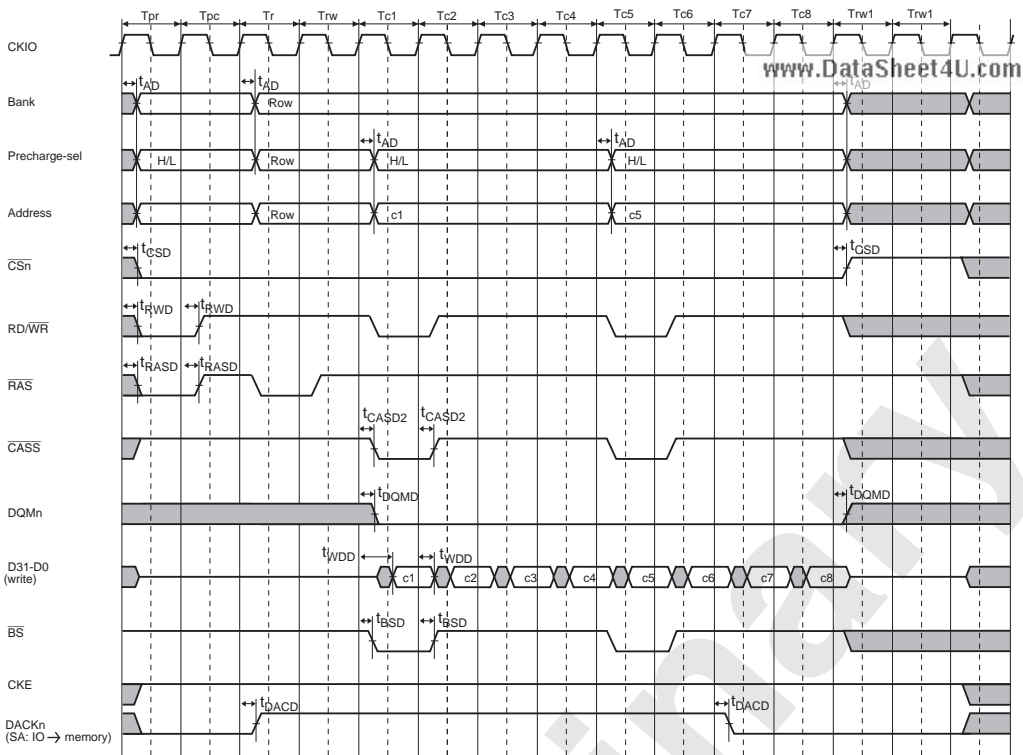 Tpr Tpc Tr Trw Tc1 Tc2 Tc3 Tc4 Tc5 Tc6 Tc7 Tc8 Trw1 Trw1
CKIO
www.DataSheet4U.com
tAD tAD tAD
Bank Row
tAD tAD
Precharge-sel H/L Row H/L H/L
Address Row c1 c5
tCSD tCSD
CSn
tRWD tRWD
RD/WR
tRASD tRASD
RAS
tCASD2 tCASD2
CASS
tDQMD tDQMD
DQMn
tWDD tWDD
D31-D0 c1 c2 c3 c4 c5 c6 c7 c8
(write)
tBSD tBSD
BS
CKE
tDACD tDACD
DACKn
(SA: IO → memory)
inary